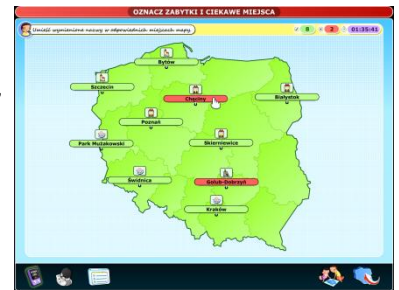 OZNACZ ZABYTKI I CIEKAWE MIEJSCA
Umieść wymienione nazwy w odpowiednich miejscach mapy.
8 2 01:35:41
Bytów
Szczecin
Chęciny
Białystok
Poznań
Park Mużakowski
Skierniewice
Świdnica
Golub-Dobrzyń
Kraków